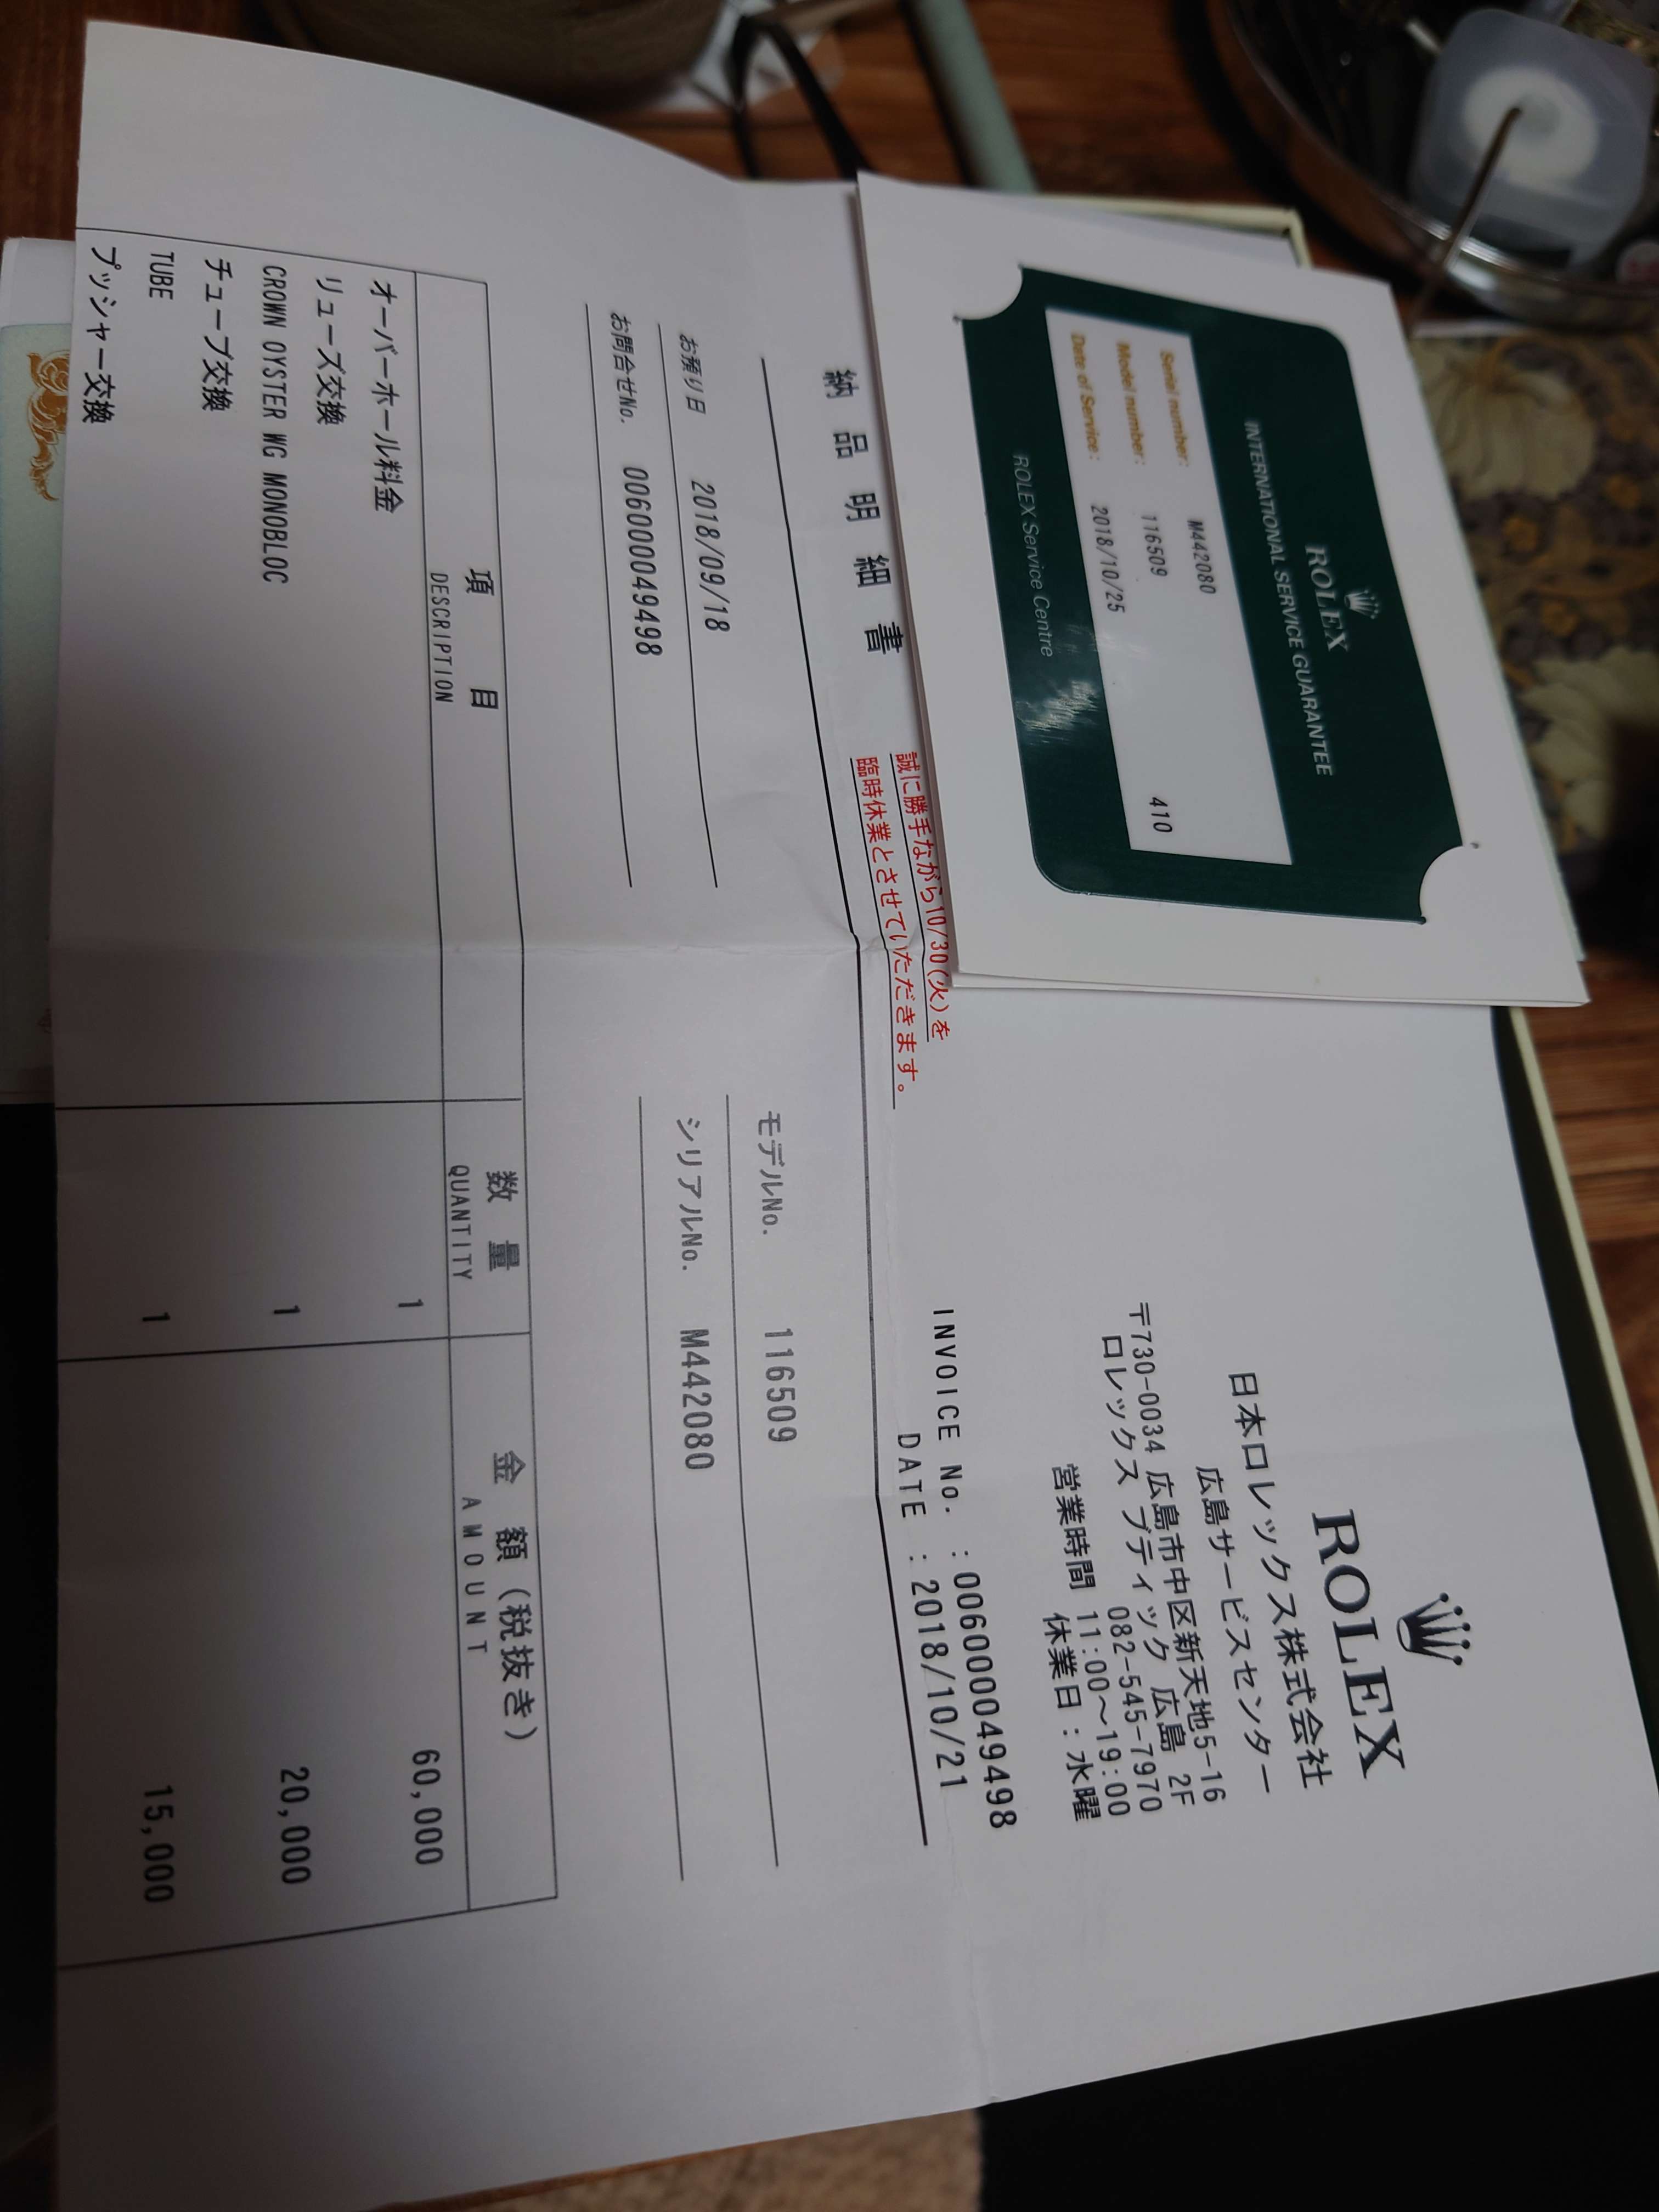 ROLEX
INTERNATIONAL SERVICE GUARANTEE
Serial number: M442080
Model number: 116509 410
Date of Service: 2018/10/25
ROLEX Service Centre
ROLEX
日本ロレックス株式会社
広島サービスセンター
〒730-0034 広島市中区新天地5-16
ロレックス ブティック 広島 2F
082-545-7970
営業時間 11:00~19:00
休業日:水曜
INVOICE No. :0060000049498
DATE :2018/10/21
誠に勝手ながら10/30(火)を
臨時休業とさせていただきます。
納品明細書
お預り日 2018/09/18
モデルNo. 116509
お問合せNo. 0060000049498
シリアルNo. M442080
項目 数量 金額(税抜き)
DESCRIPTION QUANTITY AMOUNT
オーバーホール料金 1 60,000
リューズ交換
CROWN OYSTER WG MONOBLOC 1 20,000
チューブ交換
TUBE 1 15,000
プッシャー交換